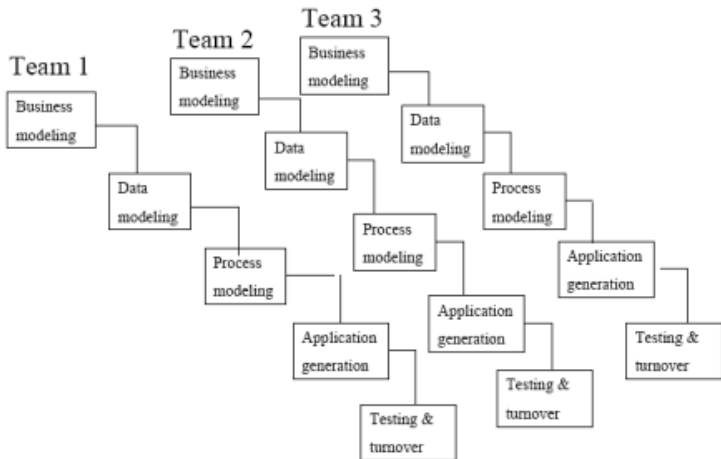 Team 1
Business
modeling
Data
modeling
Process
modeling
Application
generation
Testing &
turnover
Team 2
Business
modeling
Data
modeling
Process
modeling
Application
generation
Testing &
turnover
Team 3
Business
modeling
Data
modeling
Process
modeling
Application
generation
Testing &
turnover